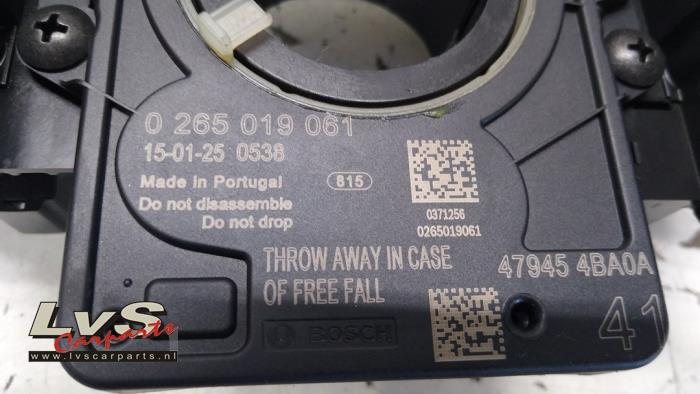 0 265 019 061
15-01-25 0538
Made in Portugal
815
Do not disassemble
Do not drop
0371256
0265019061
THROW AWAY IN CASE
OF FREE FALL
47945 4BA0A
BOSCH
41
LvS
Carparts
www.lvscarparts.nl